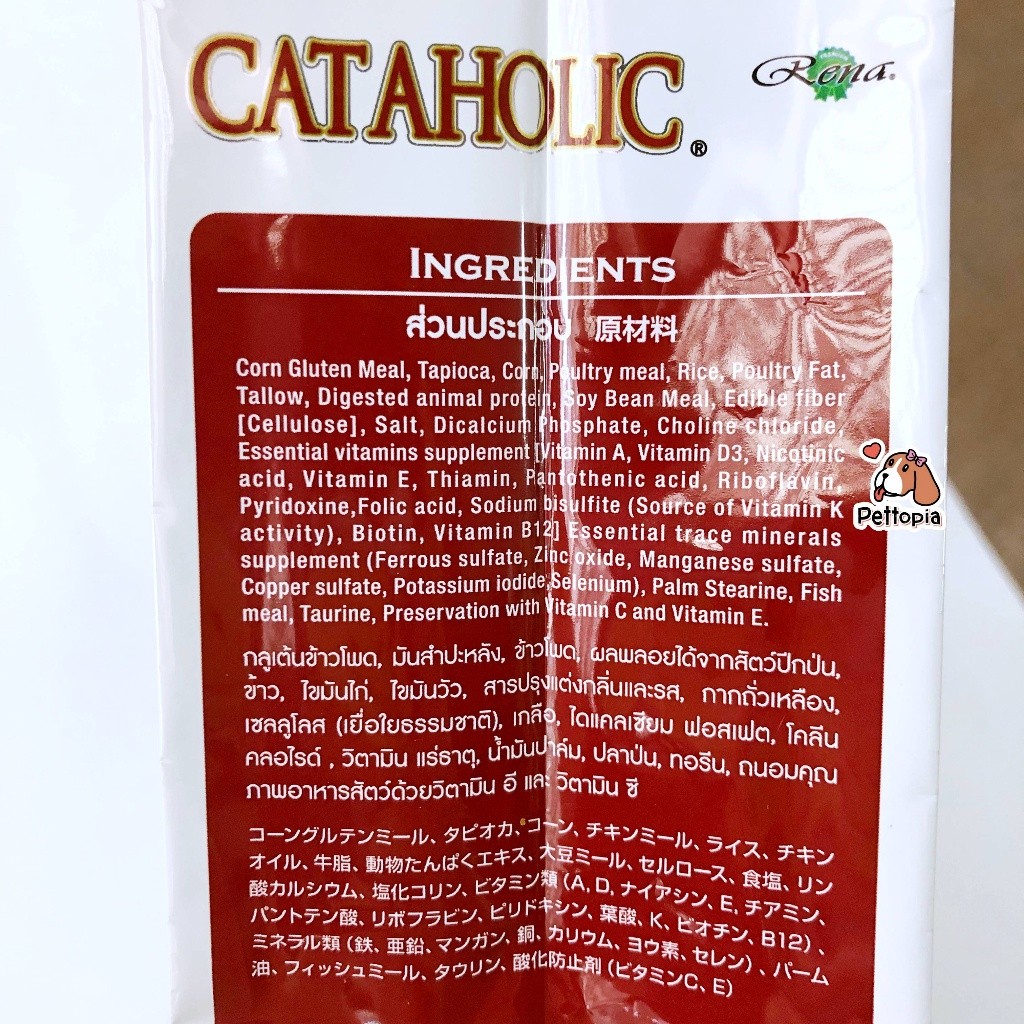 CATAHOLIC®
PREMIUM
Rena®
INGREDIENTS
ส่วนประกอบ 原材料
Corn Gluten Meal, Tapioca, Corn, Poultry meal, Rice, Poultry Fat,
Tallow, Digested animal protein, Soy Bean Meal, Edible fiber
[Cellulose], Salt, Dicalcium Phosphate, Choline chloride,
Essential vitamins supplement [Vitamin A, Vitamin D3, Nicotinic
acid, Vitamin E, Thiamin, Pantothenic acid, Riboflavin,
Pyridoxine,Folic acid, Sodium bisulfite (Source of Vitamin K
activity), Biotin, Vitamin B12] Essential trace minerals
supplement (Ferrous sulfate, Zinc oxide, Manganese sulfate,
Copper sulfate, Potassium iodide,Selenium), Palm Stearine, Fish
meal, Taurine, Preservation with Vitamin C and Vitamin E.
Pettopia
กลูเต้นข้าวโพด, มันสำปะหลัง, ข้าวโพด, ผลพลอยได้จากสัตว์ปีกป่น,
ข้าว, ไขมันไก่, ไขมันวัว, สารปรุงแต่งกลิ่นและรส, กากถั่วเหลือง,
เซลลูโลส (เยื่อใยธรรมชาติ), เกลือ, ไดแคลเซียม ฟอสเฟต, โคลีน
คลอไรด์ , วิตามิน แร่ธาตุ, น้ำมันปาล์ม, ปลาป่น, ทอรีน, ถนอมคุณ
ภาพอาหารสัตว์ด้วยวิตามิน อี และ วิตามิน ซี
コーングルテンミール、タピオカ、コーン、チキンミール、ライス、チキン
オイル、牛脂、動物たんぱくエキス、大豆ミール、セルロース、食塩、リン
酸カルシウム、塩化コリン、ビタミン類（A, D, ナイアシン、E, チアミン、
パントテン酸、リボフラビン、ピリドキシン、葉酸、K、ビオチン、B12）、
ミネラル類（鉄、亜鉛、マンガン、銅、カリウム、ヨウ素、セレン）、パーム
油、フィッシュミール、タウリン、酸化防止剤（ビタミンC、E）